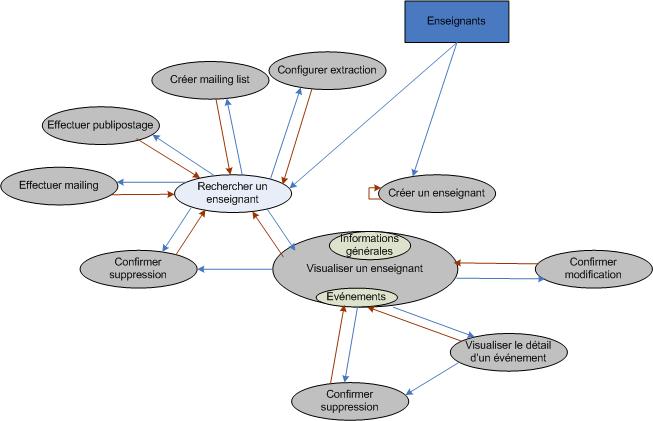 Enseignants
Créer mailing list
Configurer extraction
Effectuer publipostage
Effectuer mailing
Rechercher un
enseignant
Créer un enseignant
Informations
générales
Confirmer
suppression
Visualiser un enseignant
Confirmer
modification
Evénements
Visualiser le détail
d'un événement
Confirmer
suppression